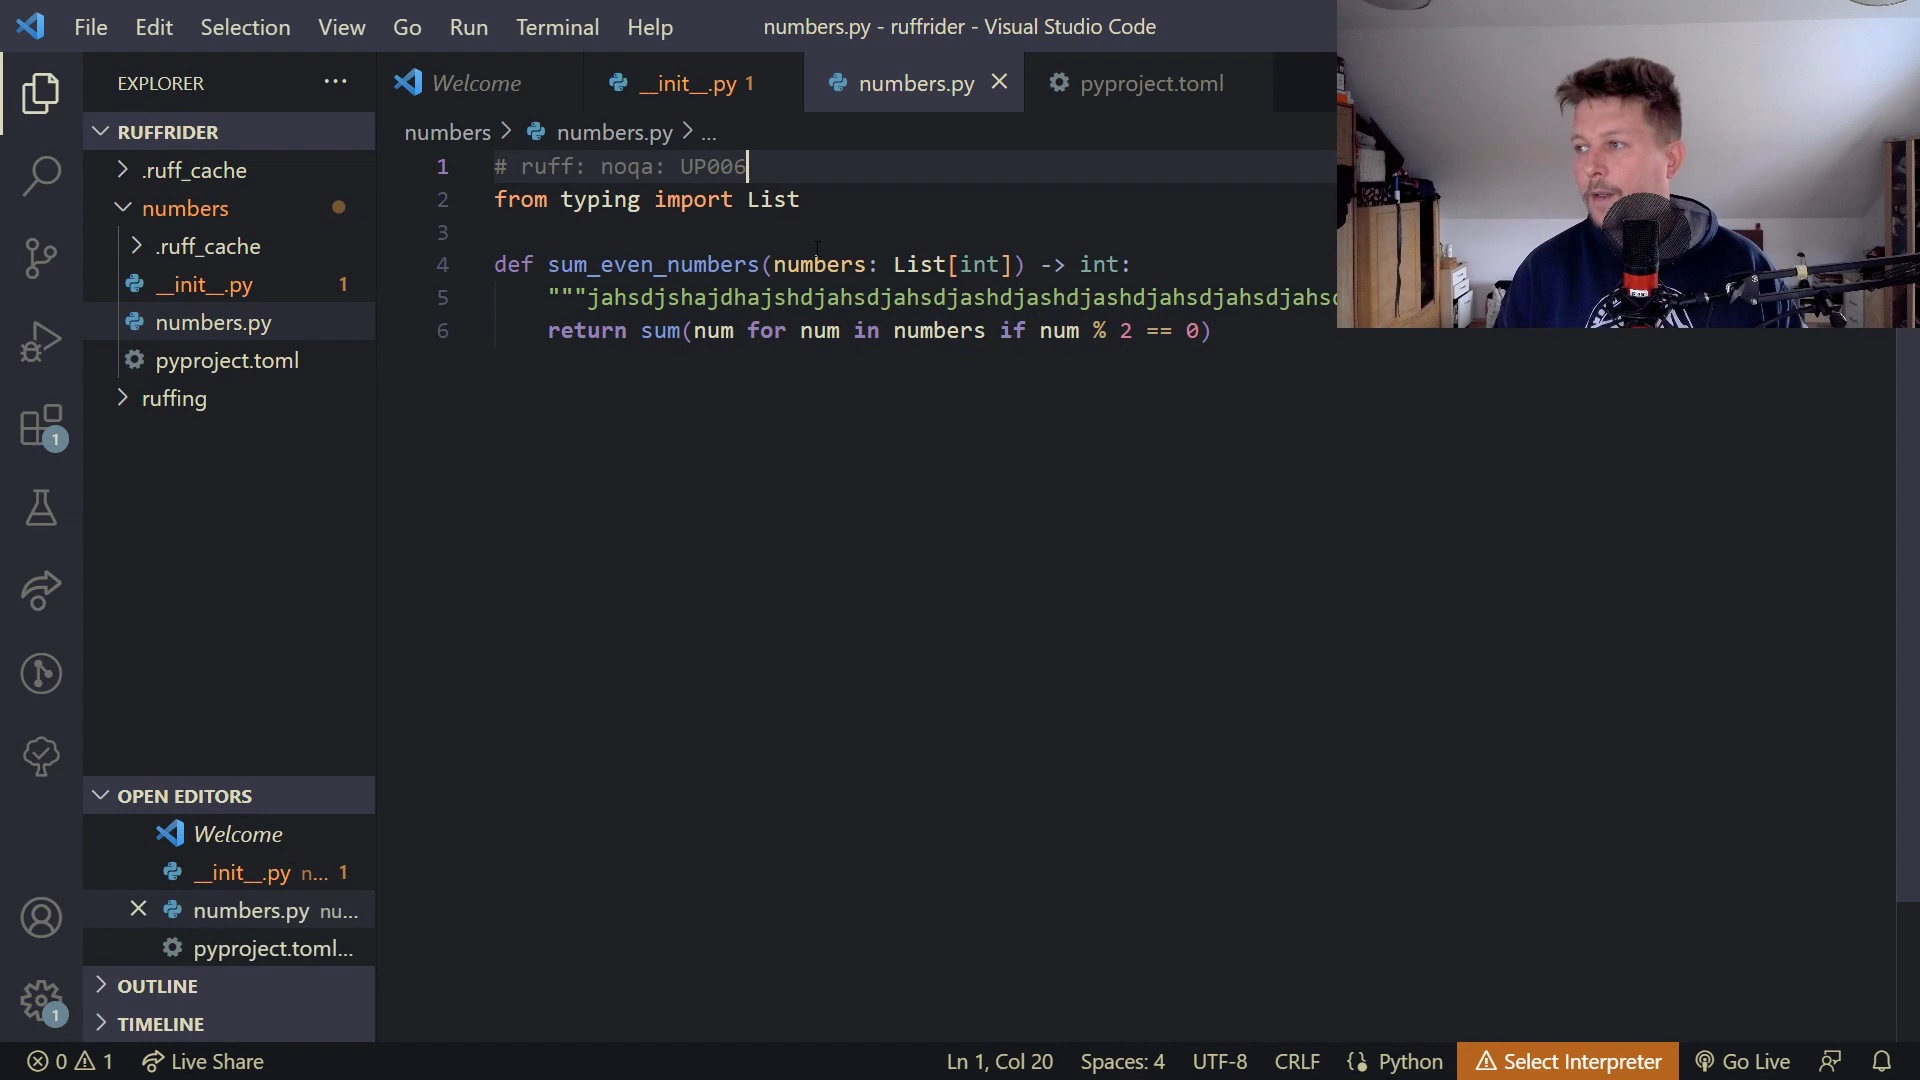 File Edit Selection View Go Run Terminal Help
numbers.py - ruffrider - Visual Studio Code
EXPLORER
RUFFRIDER
.ruff_cache
numbers
.ruff_cache
__init__.py 1
numbers.py
pyproject.toml
ruffing
OPEN EDITORS
Welcome
__init__.py n... 1
numbers.py nu...
pyproject.toml...
OUTLINE
TIMELINE
1
1
Welcome
__init__.py 1
numbers.py
pyproject.toml
numbers > numbers.py > ...
1 # ruff: noqa: UP006
2 from typing import List
3
4 def sum_even_numbers(numbers: List[int]) -> int:
5 """jahsdjshajdhajshdjahsdjahsdjashdjashdjashdjahsdjahsdjahsd
6 return sum(num for num in numbers if num % 2 == 0)
0 1 Live Share Ln 1, Col 20 Spaces: 4 UTF-8 CRLF Python Select Interpreter Go Live